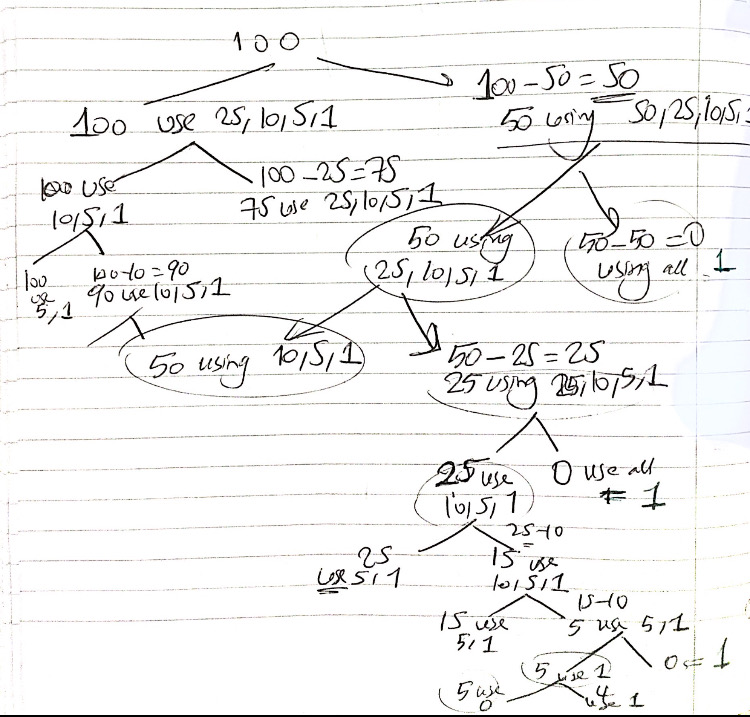 100
100 - 50 = 50
50 using 50, 25, 10, 5, 1
100 use 25, 10, 5, 1
100 use
10, 5, 1
100 - 25 = 75
75 use 25, 10, 5, 1
50 using
25, 10, 5, 1
50 - 50 = 0
using all 1
100
use
5, 1
100-10 = 90
90 use 10, 5, 1
50 using 10, 5, 1
50 - 25 = 25
25 using 25, 10, 5, 1
25 use
10, 5, 1
0 use all
= 1
25
use 5, 1
25-10
=
15 use
10, 5, 1
15 use
5, 1
15-10
5 use 5, 1
5 use 1
0 = 1
5 use
0
4
use 1